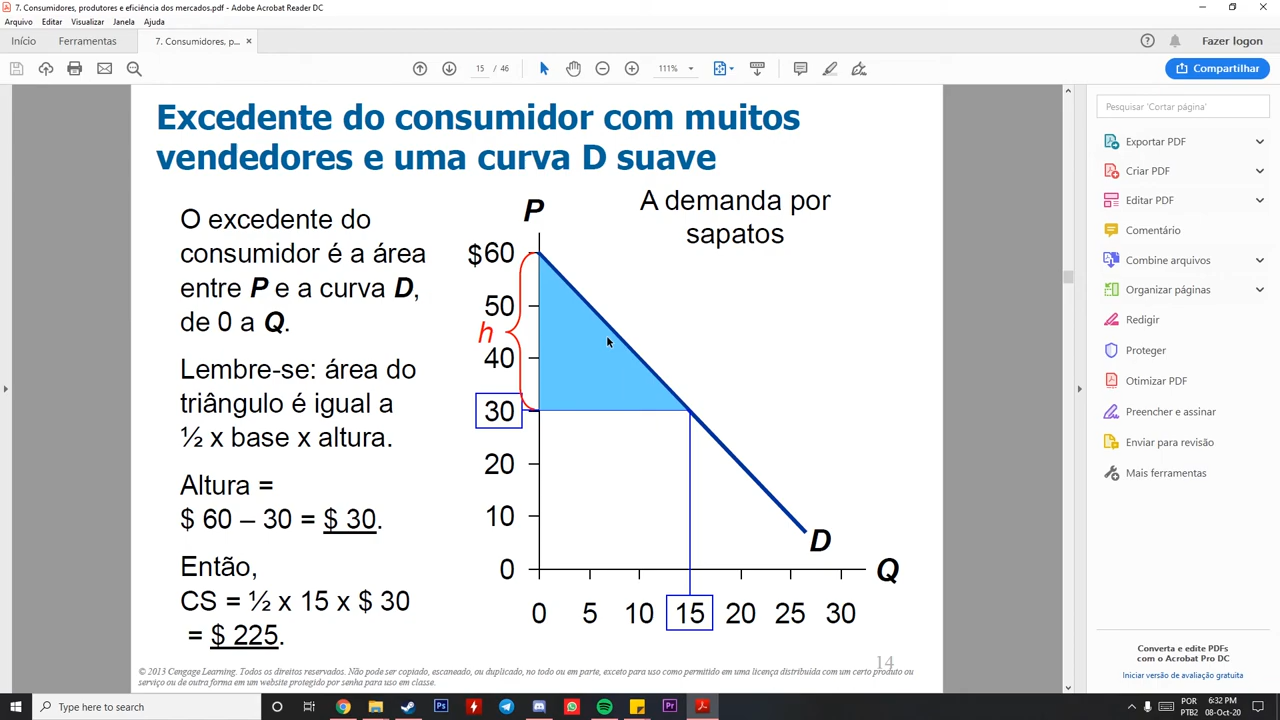 7. Consumidores, produtores e eficiência dos mercados.pdf - Adobe Acrobat Reader DC
Arquivo Editar Visualizar Janela Ajuda
Início Ferramentas 7. Consumidores, p... × Fazer logon
15 / 46 111% Compartilhar
Excedente do consumidor com muitos
vendedores e uma curva D suave
O excedente do
consumidor é a área
entre P e a curva D,
de 0 a Q.
Lembre-se: área do
triângulo é igual a
½ x base x altura.
Altura =
$ 60 – 30 = $ 30.
Então,
CS = ½ x 15 x $ 30
= $ 225.
A demanda por
sapatos
P
$60
50
h
40
30
20
10
0
D
Q
0 5 10 15 20 25 30
14
© 2013 Cengage Learning. Todos os direitos reservados. Não pode ser copiado, escaneado, ou duplicado, no todo ou em parte, exceto para uso como permitido em uma licença distribuída com um certo produto ou
serviço ou de outra forma em um website protegido por senha para uso em classe.
Pesquisar 'Cortar página'
Exportar PDF
Criar PDF
Editar PDF
Comentário
Combine arquivos
Organizar páginas
Redigir
Proteger
Otimizar PDF
Preencher e assinar
Enviar para revisão
Mais ferramentas
Converta e edite PDFs
com o Acrobat Pro DC
Iniciar versão de avaliação gratuita
Type here to search
Ps
Pr
POR
PTB2
6:32 PM
08-Oct-20